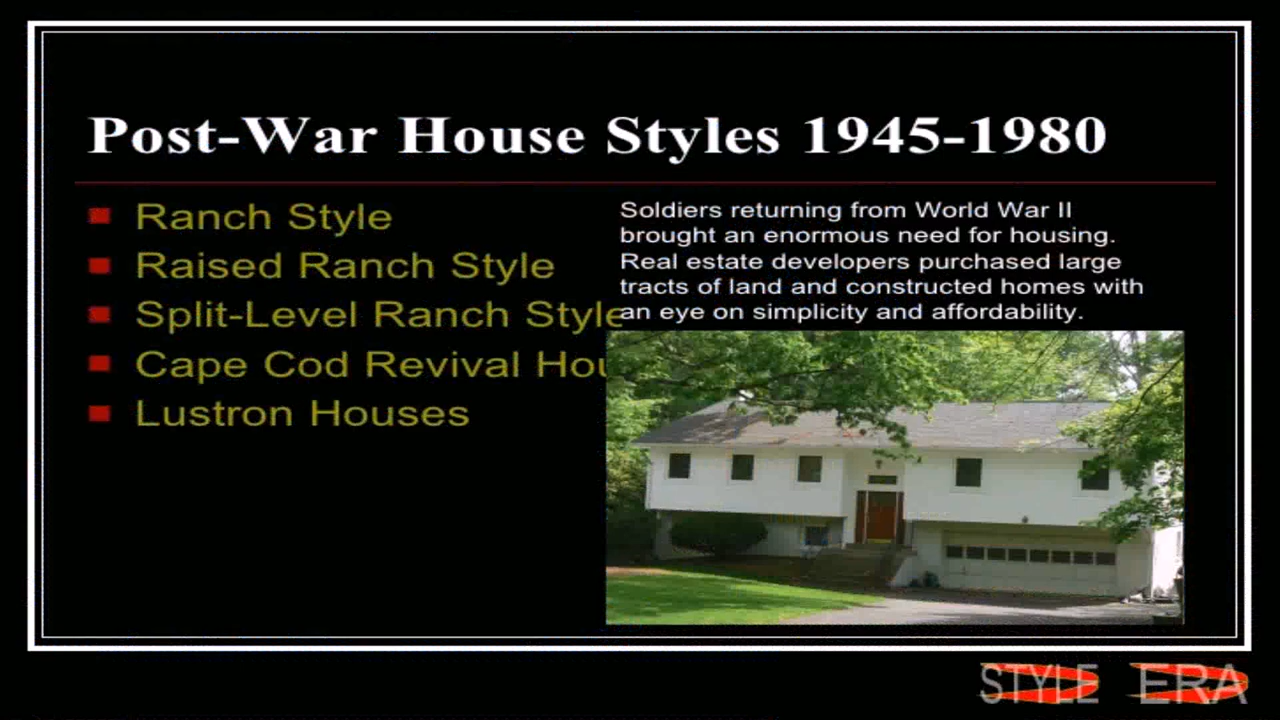 Post-War House Styles 1945-1980
Ranch Style
Raised Ranch Style
Split-Level Ranch Style
Cape Cod Revival Hou
Lustron Houses
Soldiers returning from World War II
brought an enormous need for housing.
Real estate developers purchased large
tracts of land and constructed homes with
an eye on simplicity and affordability.
STYLE ERA